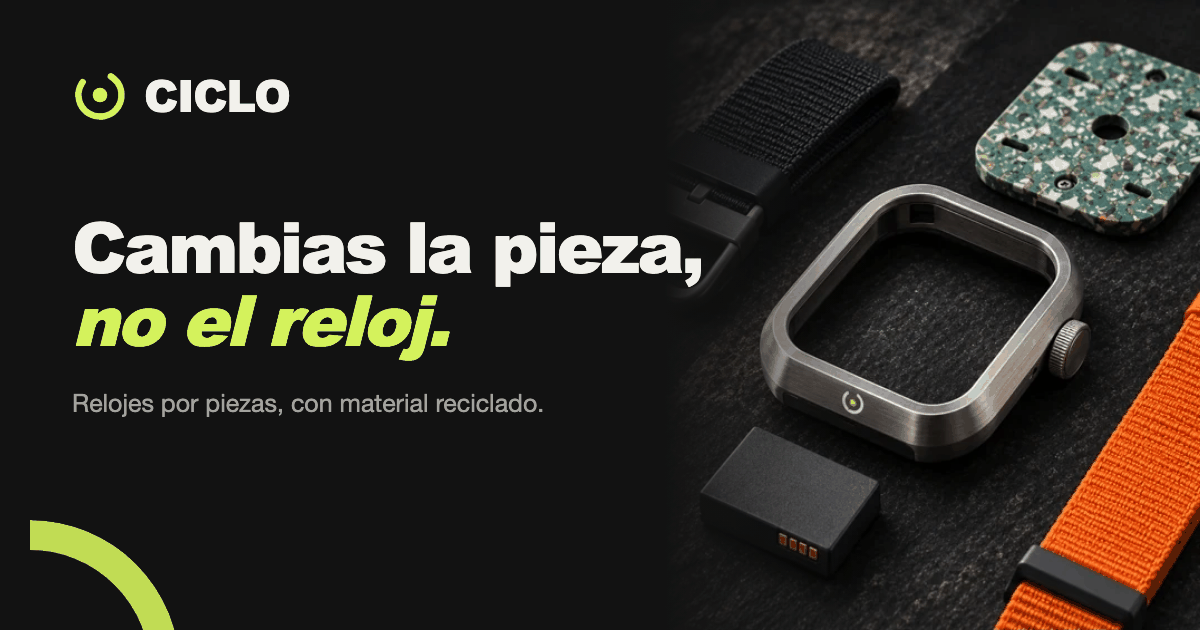 CICLO
Cambias la pieza,
no el reloj.
Relojes por piezas, con material reciclado.